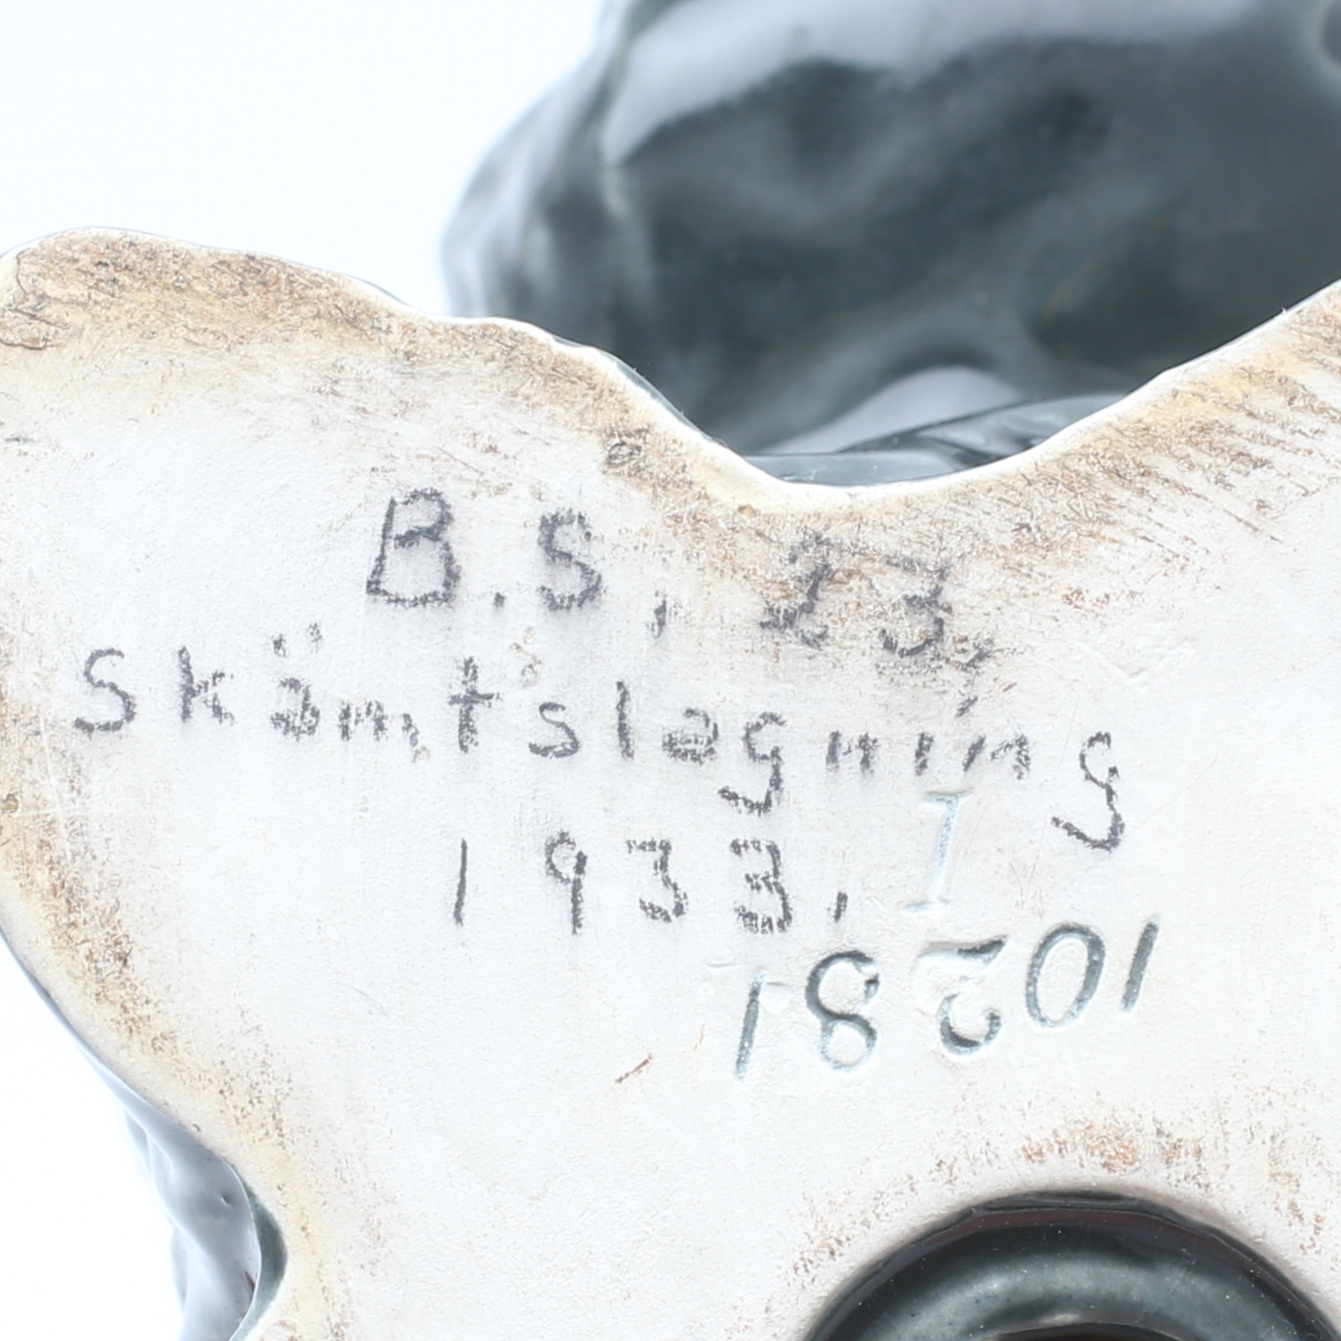 B.S, 23,
Skämtslagning
1933.
10281
I